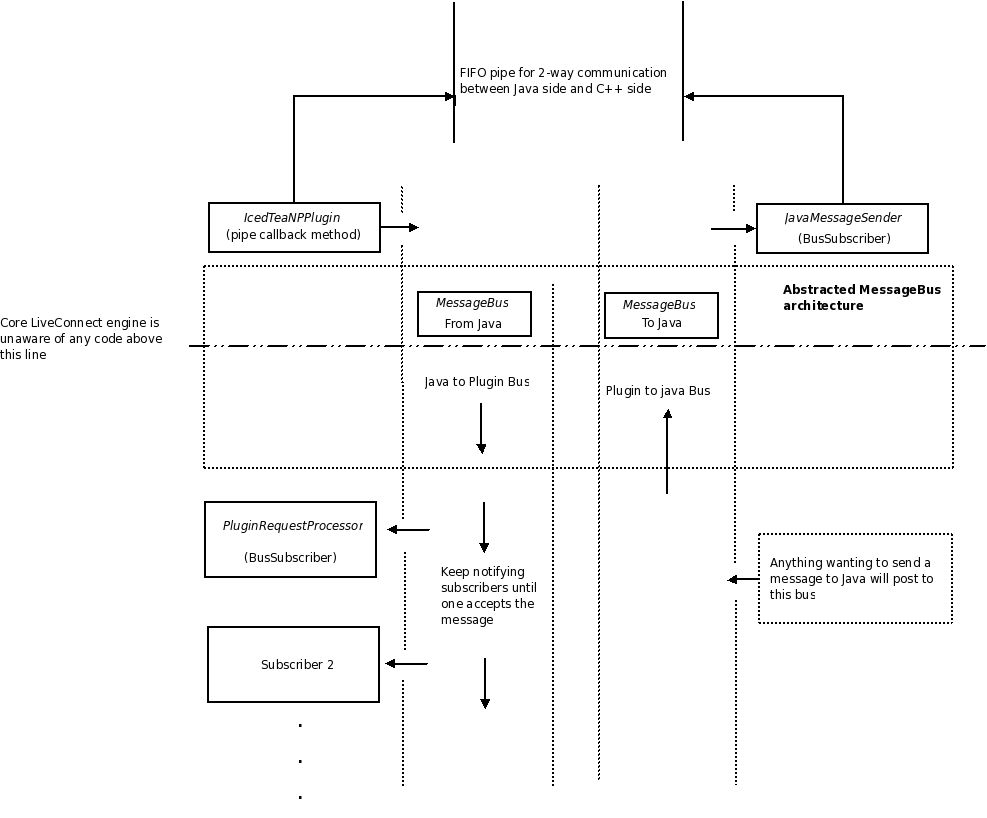 FIFO pipe for 2-way communication
between Java side and C++ side
IcedTeaNPPlugin
(pipe callback method)
JavaMessageSender
(BusSubscriber)
Abstracted MessageBus
architecture
MessageBus
From Java
MessageBus
To Java
Core LiveConnect engine is
unaware of any code above
this line
Java to Plugin Bus
Plugin to java Bus
PluginRequestProcessor
(BusSubscriber)
Keep notifying
subscribers until
one accepts the
message
Anything wanting to send a
message to Java will post to
this bus
Subscriber 2
.
.
.